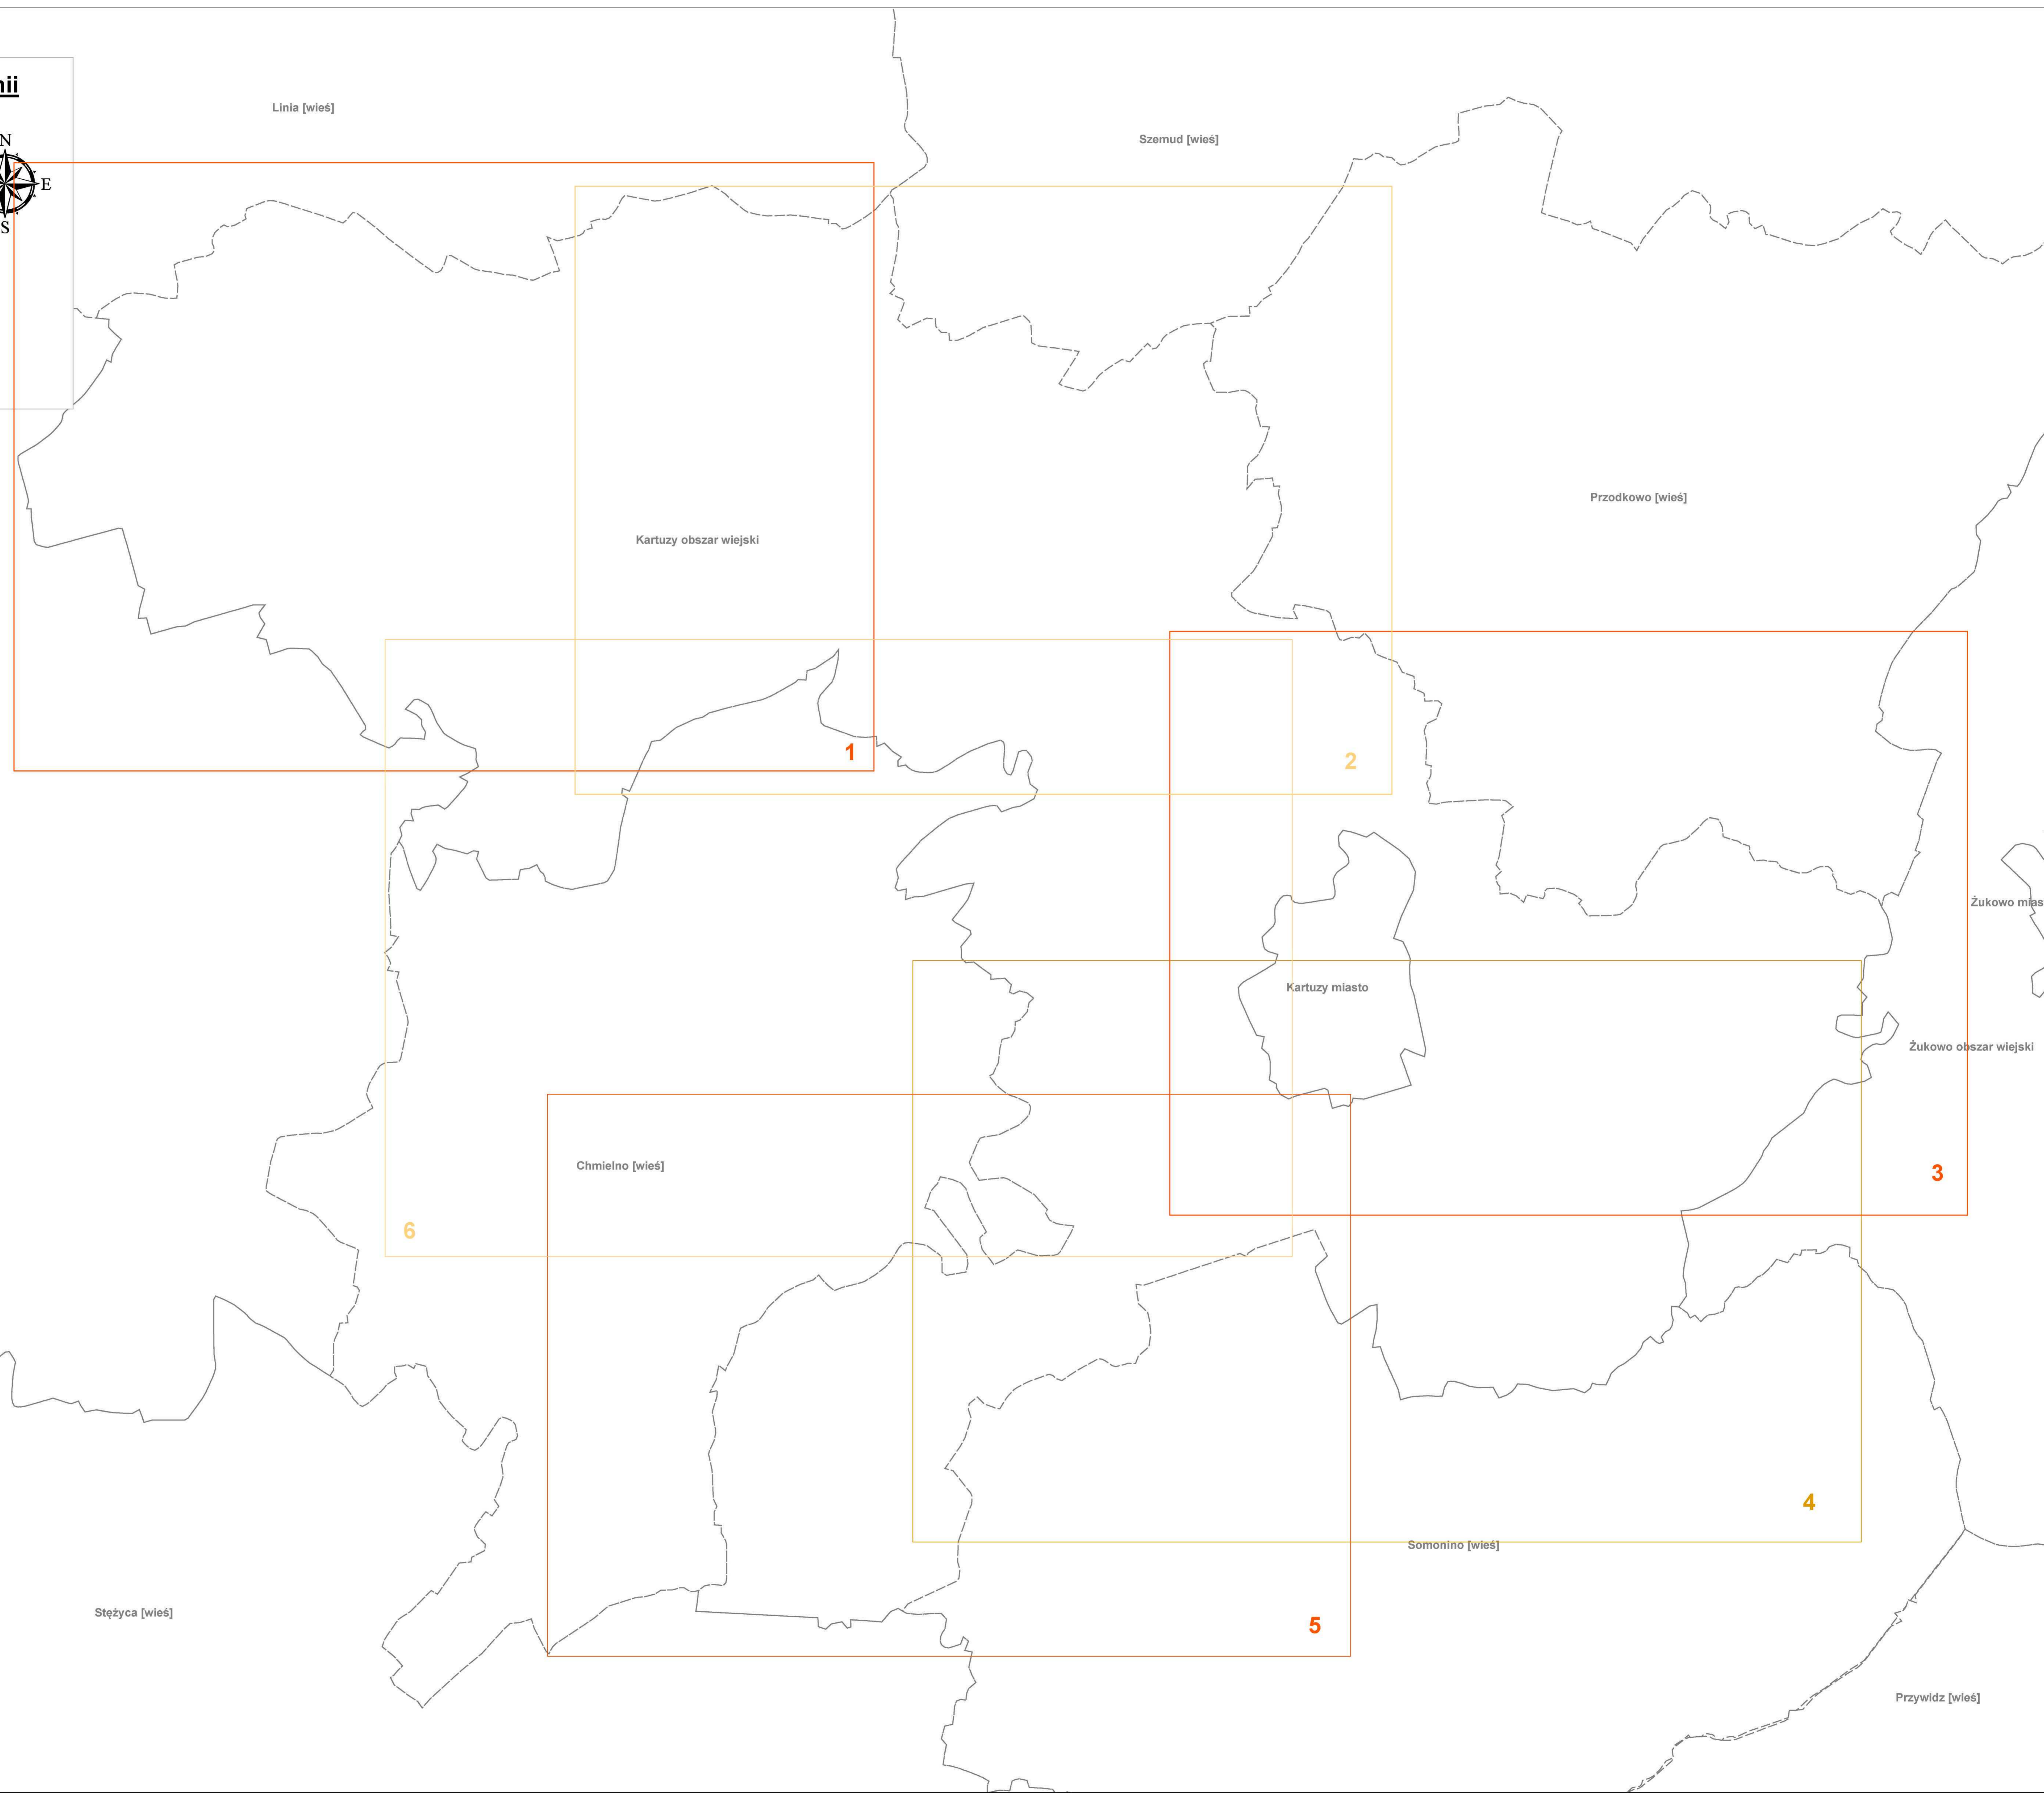 nii
N
E
S
Linia [wieś]
Szemud [wieś]
Przodkowo [wieś]
Kartuzy obszar wiejski
1
2
Żukowo mias
Kartuzy miasto
Żukowo obszar wiejski
Chmielno [wieś]
3
6
4
Somonino [wieś]
Stężyca [wieś]
5
Przywidz [wieś]